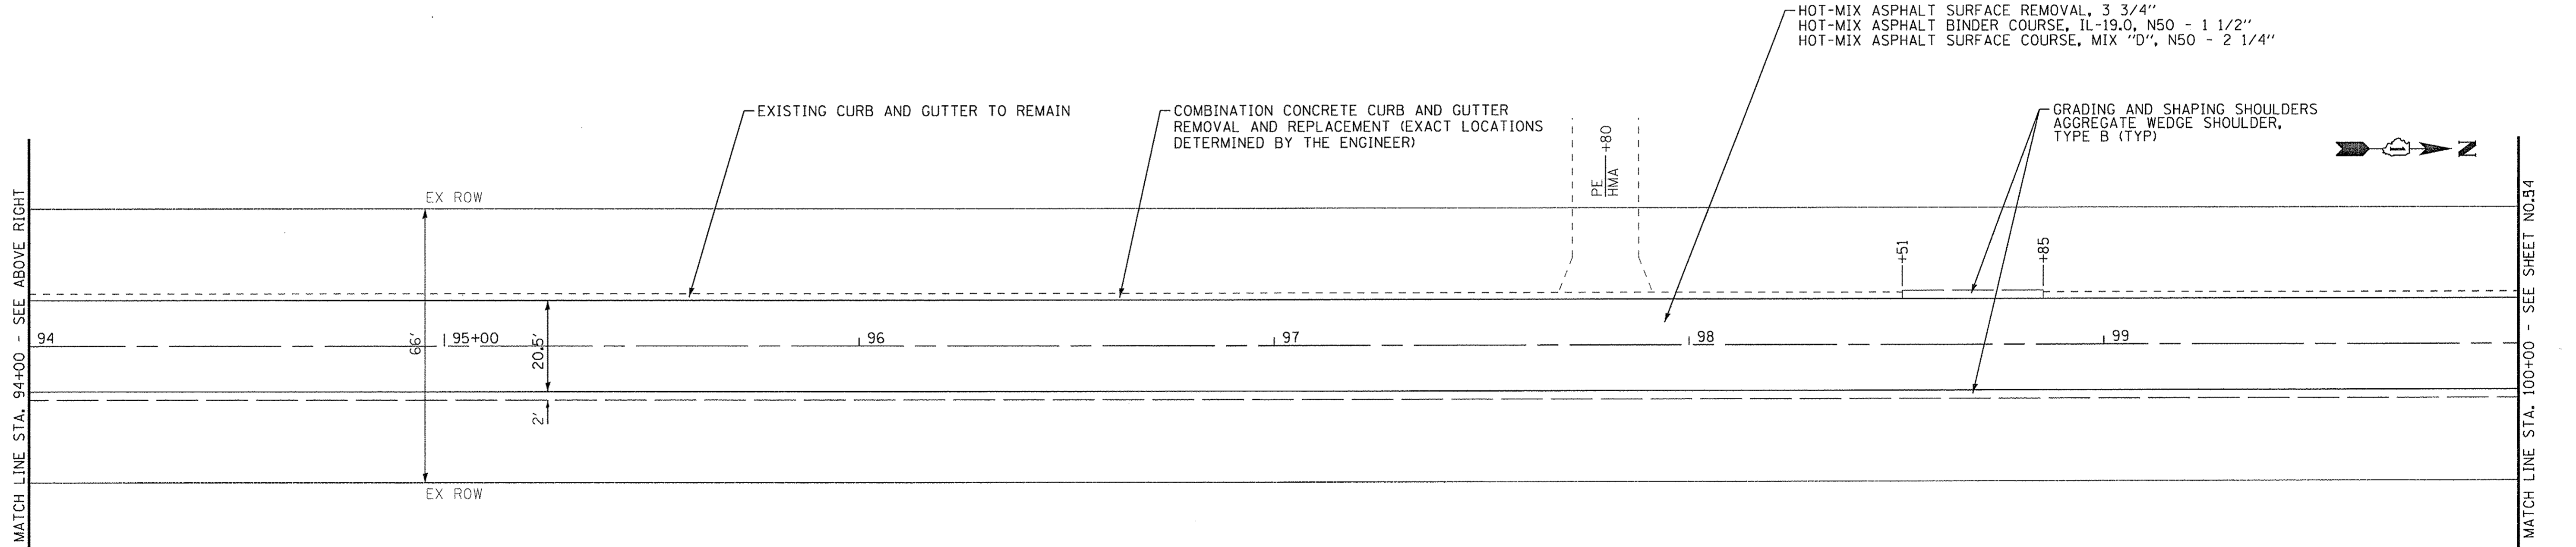 HOT-MIX ASPHALT SURFACE REMOVAL, 3 3/4"
HOT-MIX ASPHALT BINDER COURSE, IL-19.0, N50 - 1 1/2"
HOT-MIX ASPHALT SURFACE COURSE, MIX "D", N50 - 2 1/4"
EXISTING CURB AND GUTTER TO REMAIN
COMBINATION CONCRETE CURB AND GUTTER
REMOVAL AND REPLACEMENT (EXACT LOCATIONS
DETERMINED BY THE ENGINEER)
GRADING AND SHAPING SHOULDERS
AGGREGATE WEDGE SHOULDER,
TYPE B (TYP)
PE
HMA
+80
N
EX ROW
+51
+85
94
66'
95+00
20.5'
96
97
98
99
2'
EX ROW
MATCH LINE STA. 94+00 - SEE ABOVE RIGHT
MATCH LINE STA. 100+00 - SEE SHEET NO.